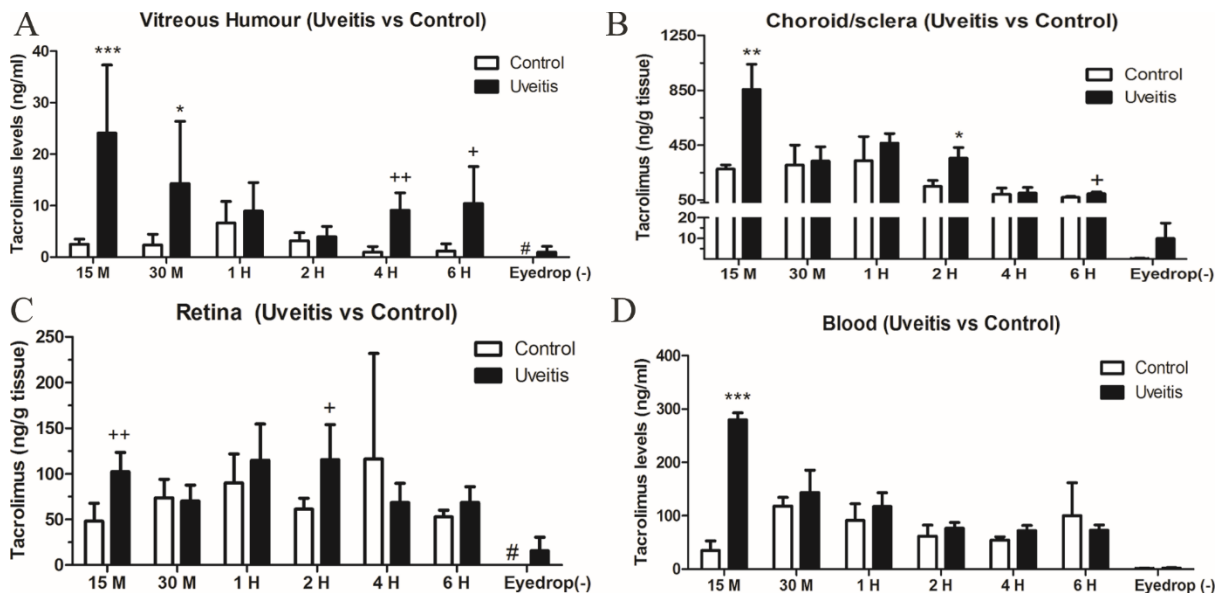 A
Vitreous Humour (Uveitis vs Control)
Tacrolimus levels (ng/ml)
40
30
20
10
0
***
*
++
+
#
Control
Uveitis
15 M 30 M 1 H 2 H 4 H 6 H Eyedrop (-)
B
Choroid/sclera (Uveitis vs Control)
Tacrolimus (ng/g tissue)
1250
850
450
50
20
10
**
*
+
Control
Uveitis
15 M 30 M 1 H 2 H 4 H 6 H Eyedrop(-)
C
Retina (Uveitis vs Control)
Tacrolimus (ng/g tissue)
250
200
150
100
50
0
++
+
#
Control
Uveitis
15 M 30 M 1 H 2 H 4 H 6 H Eyedrop(-)
D
Blood (Uveitis vs Control)
Tacrolimus levels (ng/ml)
400
300
200
100
0
***
Control
Uveitis
15 M 30 M 1 H 2 H 4 H 6 H Eyedrop (-)